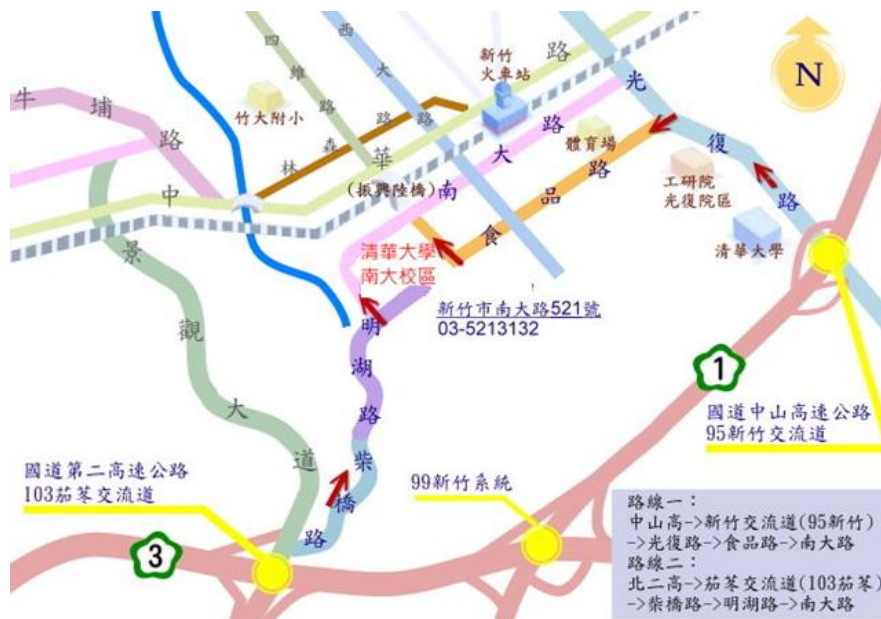 四維路
西大路
新竹
火車站
路
光
N
牛埔路
竹大附小
林森路
中華
南大路
體育場
復
路
工研院
光復院區
清華大學
(振興陸橋)
食品路
清華大學
南大校區
景觀大道
明湖路
新竹市南大路521號
03-5213132
1
國道中山高速公路
95新竹交流道
柴橋路
國道第二高速公路
103茄苳交流道
99新竹系統
3
路線一：
中山高->新竹交流道(95新竹)
->光復路->食品路->南大路
路線二：
北二高->茄苳交流道(103茄苳)
->柴橋路->明湖路->南大路